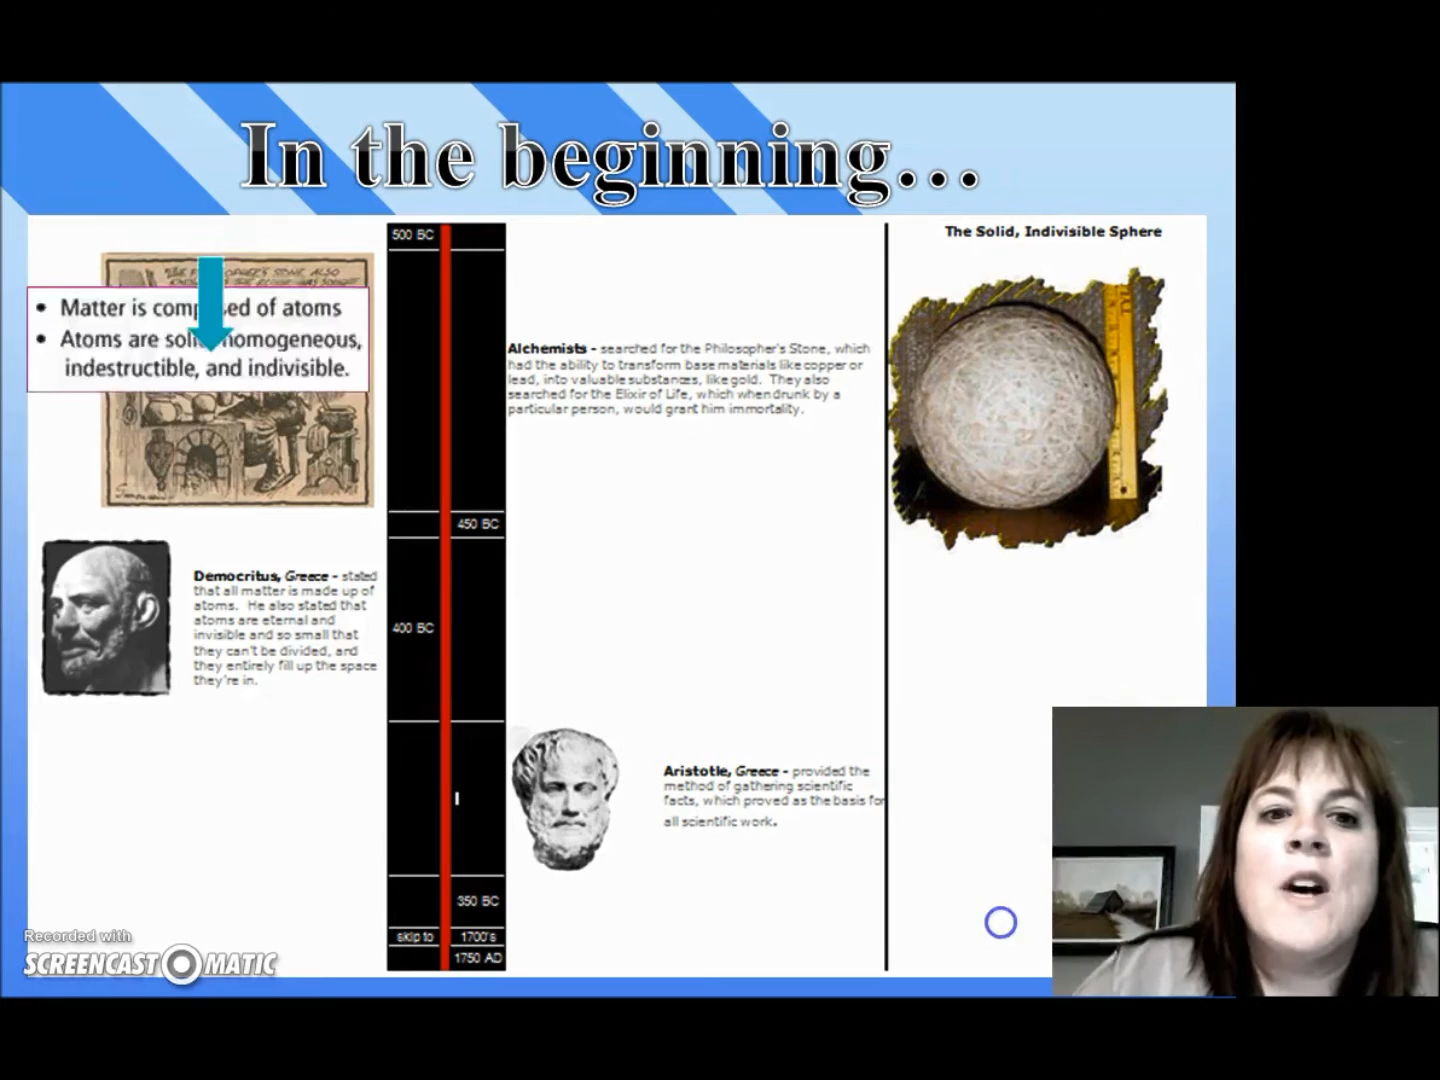 In the beginning...
500 BC
The Solid, Indivisible Sphere
ALSO
• Matter is of atoms
• Atoms are homogeneous,
indestructible, and indivisible.
Alchemists - searched for the Philosopher's Stone, which
had the ability to transform base materials like copper or
lead, into valuable substances, like gold. They also
searched for the Elixir of Life, which when drunk by a
particular person, would grant him immortality.
450 BC
Democritus, Greece - stated
that all matter is made up of
atoms. He also stated that
atoms are eternal and
invisible and so small that
they can't be divided, and
they entirely fill up the space
they're in.
400 BC
Aristotle, Greece - provided the
method of gathering scientific
facts, which proved as the basis for
all scientific work.
350 BC
skip to 1700's
1750 AD
Recorded with
SCREENCAST-O-MATIC